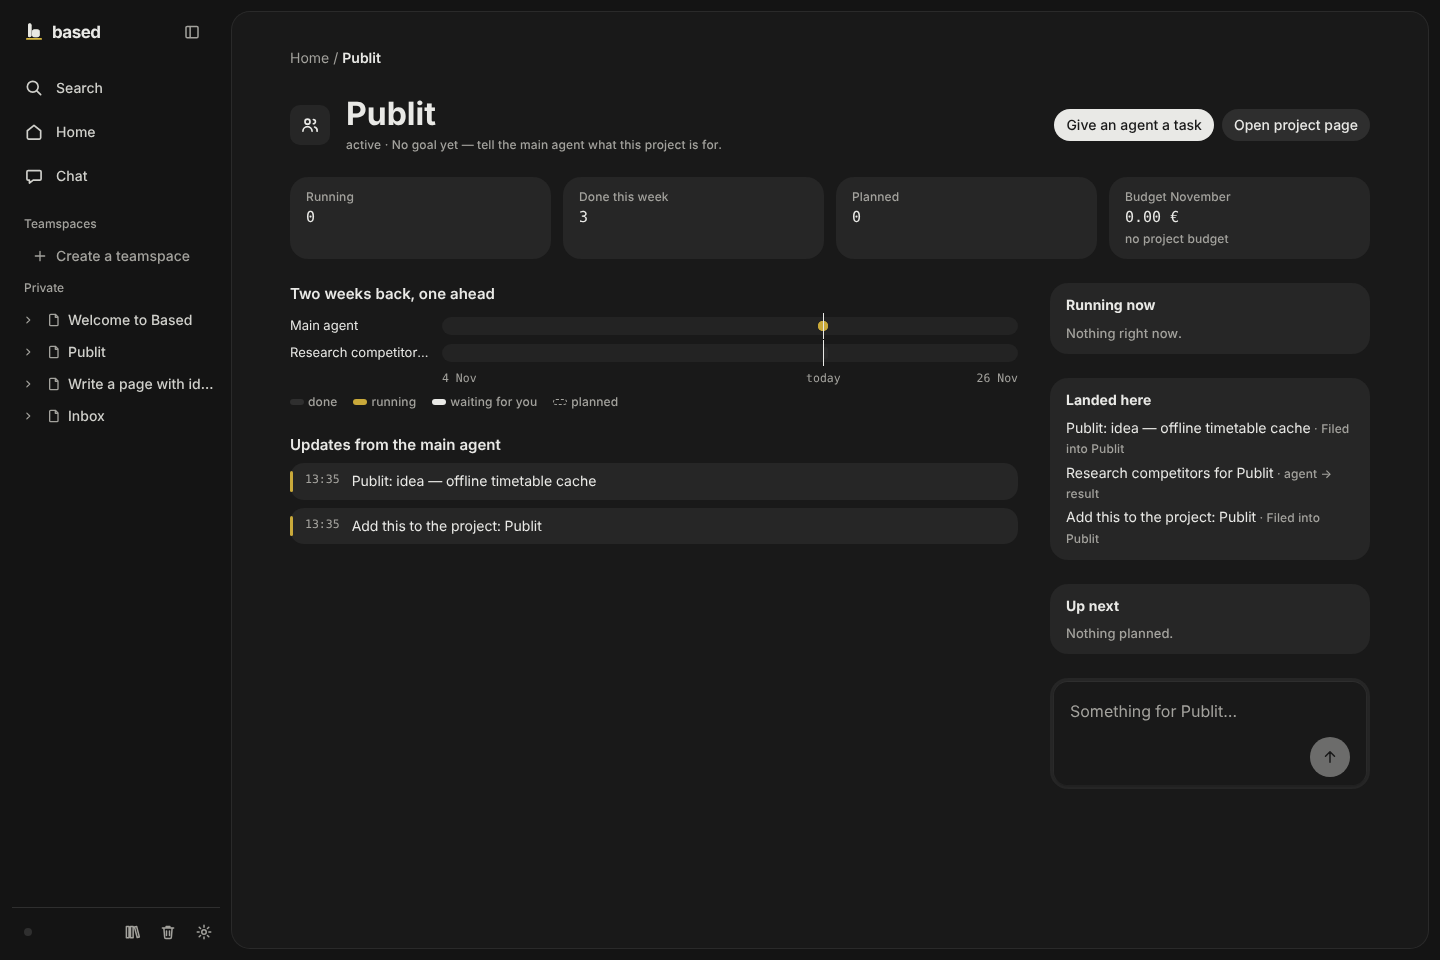 based
Search
Home
Chat
Teamspaces
Create a teamspace
Private
Welcome to Based
Publit
Write a page with id...
Inbox
Home / Publit
Publit
active · No goal yet — tell the main agent what this project is for.
Give an agent a task
Open project page
Running
0
Done this week
3
Planned
0
Budget November
0.00 €
no project budget
Two weeks back, one ahead
Main agent
Research competitor...
4 Nov
today
26 Nov
done
running
waiting for you
planned
Updates from the main agent
13:35 Publit: idea — offline timetable cache
13:35 Add this to the project: Publit
Running now
Nothing right now.
Landed here
Publit: idea — offline timetable cache · Filed
into Publit
Research competitors for Publit · agent →
result
Add this to the project: Publit · Filed into
Publit
Up next
Nothing planned.
Something for Publit...